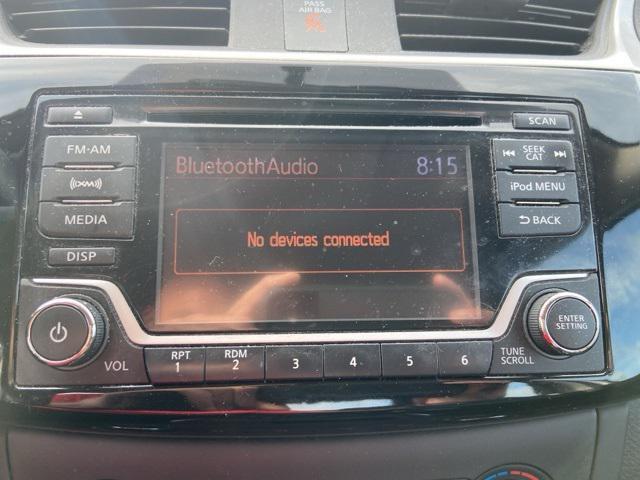 PASS
AIR BAG
SCAN
FM·AM
SEEK
CAT
BluetoothAudio 8:15
XM
iPod MENU
MEDIA
BACK
No devices connected
DISP
ENTER
SETTING
VOL
RPT
1
RDM
2
3
4
5
6
TUNE
SCROLL